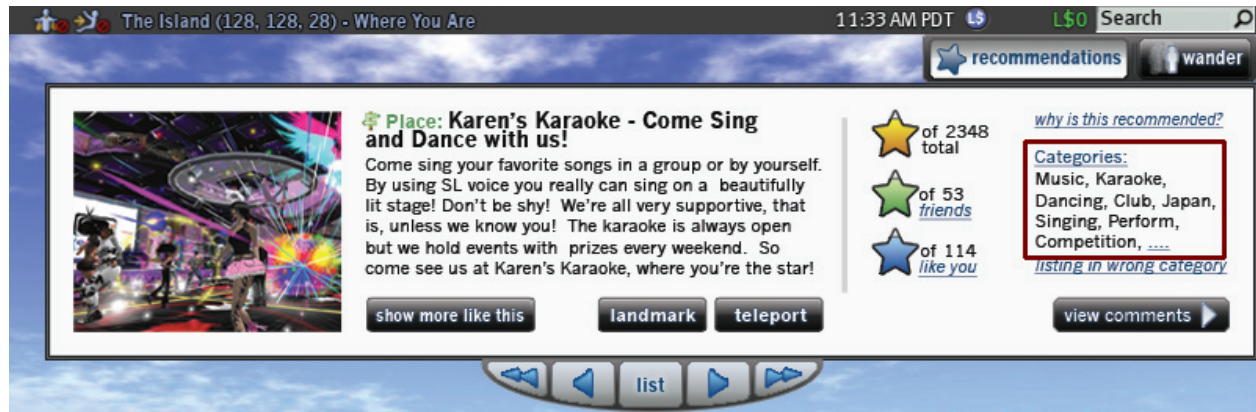 The Island (128, 128, 28) - Where You Are
11:33 AM PDT L$ L$0 Search
recommendations wander
Place: Karen's Karaoke - Come Sing
and Dance with us!
Come sing your favorite songs in a group or by yourself.
By using SL voice you really can sing on a beautifully
lit stage! Don't be shy! We're all very supportive, that
is, unless we know you! The karaoke is always open
but we hold events with prizes every weekend. So
come see us at Karen's Karaoke, where you're the star!
show more like this landmark teleport
of 2348
total
of 53
friends
of 114
like you
why is this recommended?
Categories:
Music, Karaoke,
Dancing, Club, Japan,
Singing, Perform,
Competition, ....
listing in wrong category
view comments
list